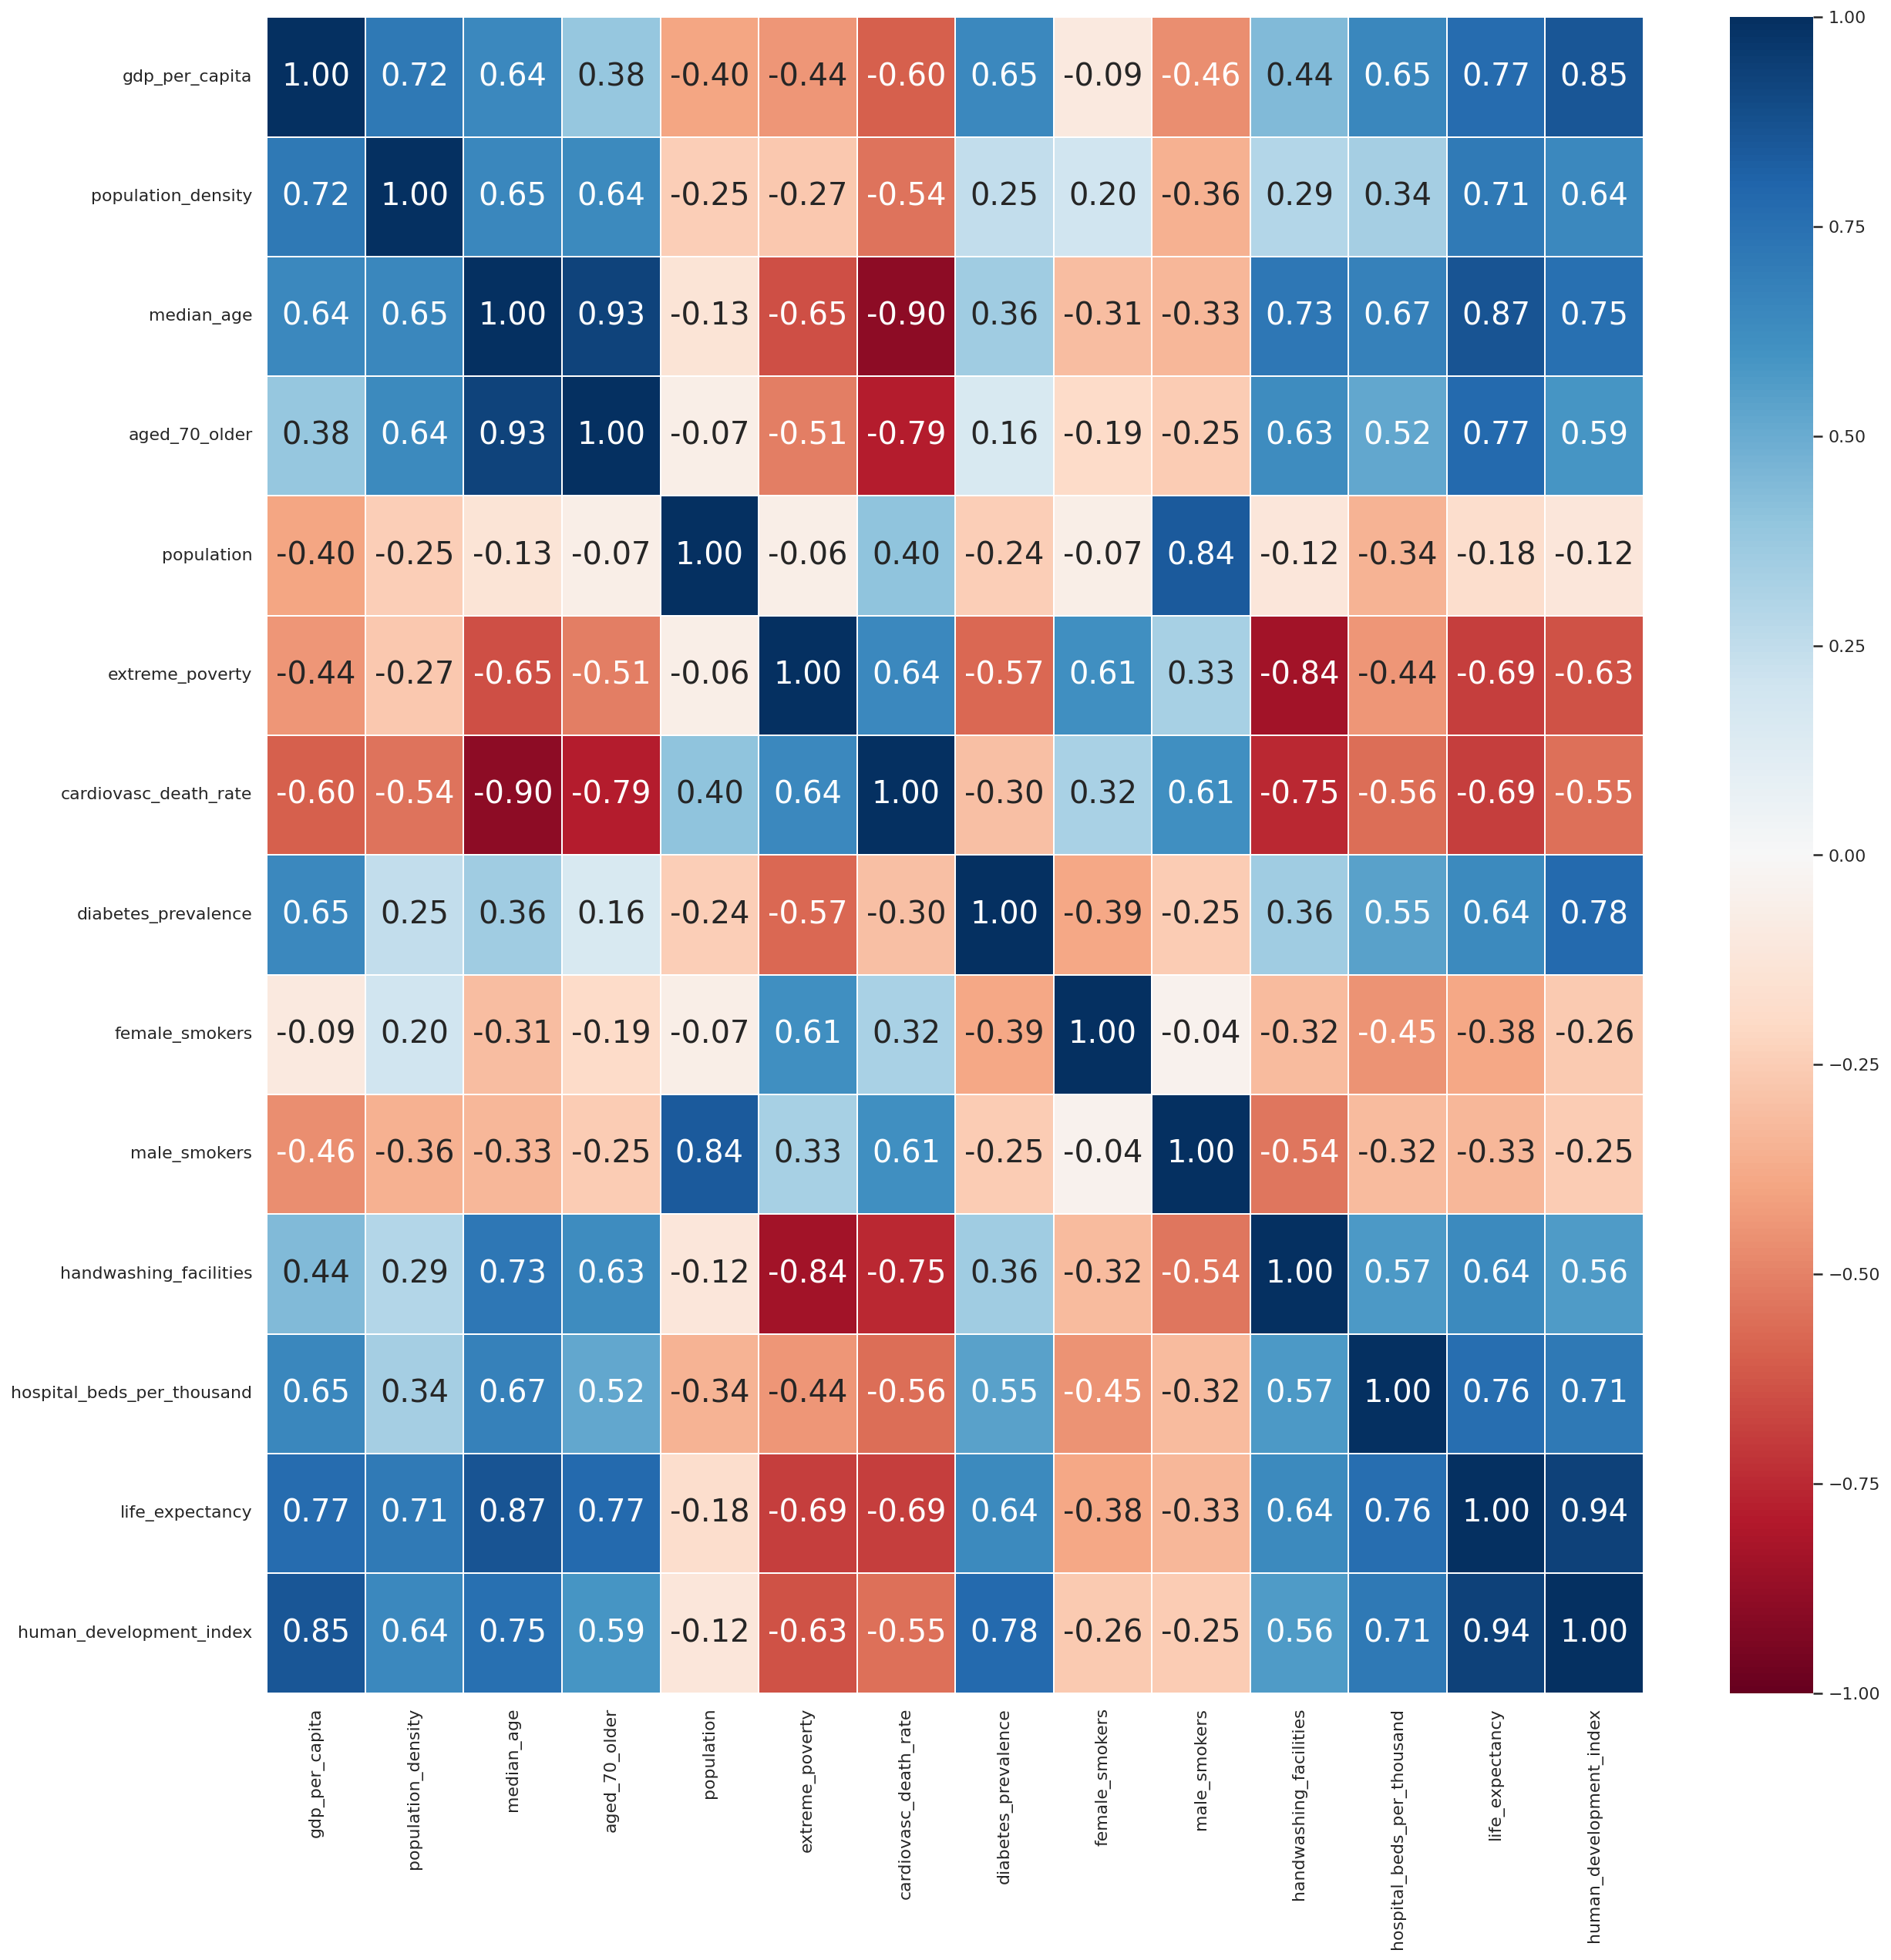 gdp_per_capita 1.00 0.72 0.64 0.38 -0.40 -0.44 -0.60 0.65 -0.09 -0.46 0.44 0.65 0.77 0.85
population_density 0.72 1.00 0.65 0.64 -0.25 -0.27 -0.54 0.25 0.20 -0.36 0.29 0.34 0.71 0.64
median_age 0.64 0.65 1.00 0.93 -0.13 -0.65 -0.90 0.36 -0.31 -0.33 0.73 0.67 0.87 0.75
aged_70_older 0.38 0.64 0.93 1.00 -0.07 -0.51 -0.79 0.16 -0.19 -0.25 0.63 0.52 0.77 0.59
population -0.40 -0.25 -0.13 -0.07 1.00 -0.06 0.40 -0.24 -0.07 0.84 -0.12 -0.34 -0.18 -0.12
extreme_poverty -0.44 -0.27 -0.65 -0.51 -0.06 1.00 0.64 -0.57 0.61 0.33 -0.84 -0.44 -0.69 -0.63
cardiovasc_death_rate -0.60 -0.54 -0.90 -0.79 0.40 0.64 1.00 -0.30 0.32 0.61 -0.75 -0.56 -0.69 -0.55
diabetes_prevalence 0.65 0.25 0.36 0.16 -0.24 -0.57 -0.30 1.00 -0.39 -0.25 0.36 0.55 0.64 0.78
female_smokers -0.09 0.20 -0.31 -0.19 -0.07 0.61 0.32 -0.39 1.00 -0.04 -0.32 -0.45 -0.38 -0.26
male_smokers -0.46 -0.36 -0.33 -0.25 0.84 0.33 0.61 -0.25 -0.04 1.00 -0.54 -0.32 -0.33 -0.25
handwashing_facilities 0.44 0.29 0.73 0.63 -0.12 -0.84 -0.75 0.36 -0.32 -0.54 1.00 0.57 0.64 0.56
hospital_beds_per_thousand 0.65 0.34 0.67 0.52 -0.34 -0.44 -0.56 0.55 -0.45 -0.32 0.57 1.00 0.76 0.71
life_expectancy 0.77 0.71 0.87 0.77 -0.18 -0.69 -0.69 0.64 -0.38 -0.33 0.64 0.76 1.00 0.94
human_development_index 0.85 0.64 0.75 0.59 -0.12 -0.63 -0.55 0.78 -0.26 -0.25 0.56 0.71 0.94 1.00
gdp_per_capita
population_density
median_age
aged_70_older
population
extreme_poverty
cardiovasc_death_rate
diabetes_prevalence
female_smokers
male_smokers
handwashing_facilities
hospital_beds_per_thousand
life_expectancy
human_development_index
1.00
0.75
0.50
0.25
0.00
−0.25
−0.50
−0.75
−1.00